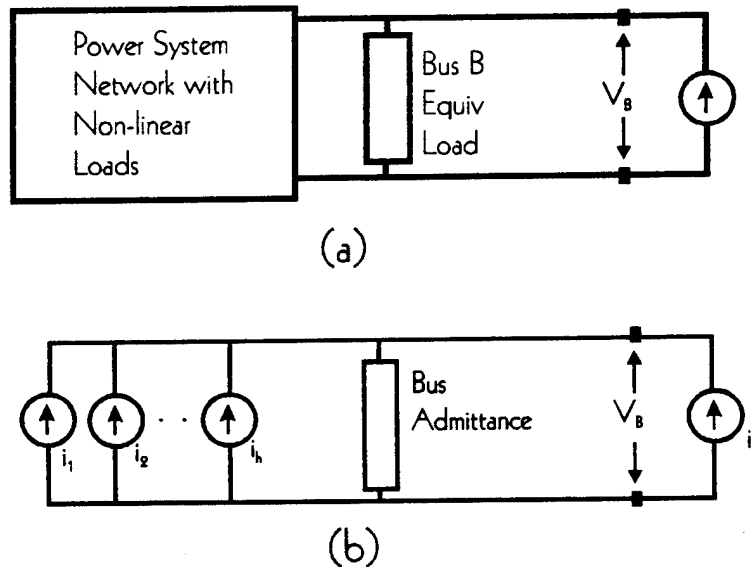 Power System
Network with
Non-linear
Loads
Bus B
Equiv
Load
V_B
(a)
i_1
i_2
. .
i_h
Bus
Admittance
V_B
i
(b)